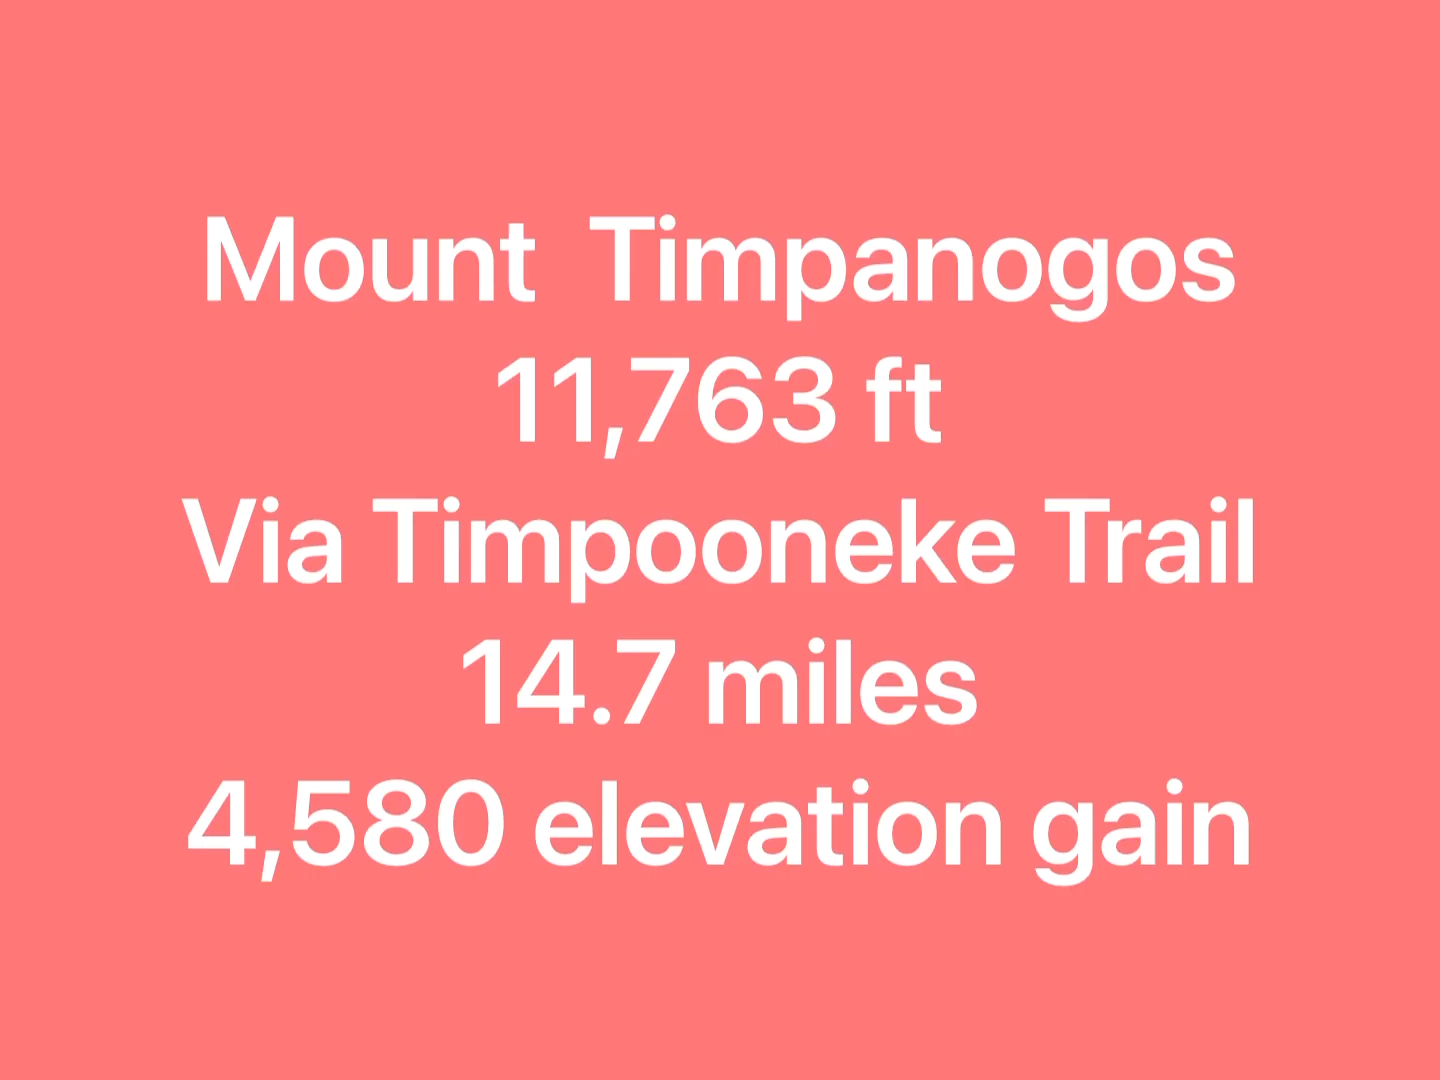 Mount  Timpanogos
11,763 ft
Via Timpooneke Trail
14.7 miles
4,580 elevation gain